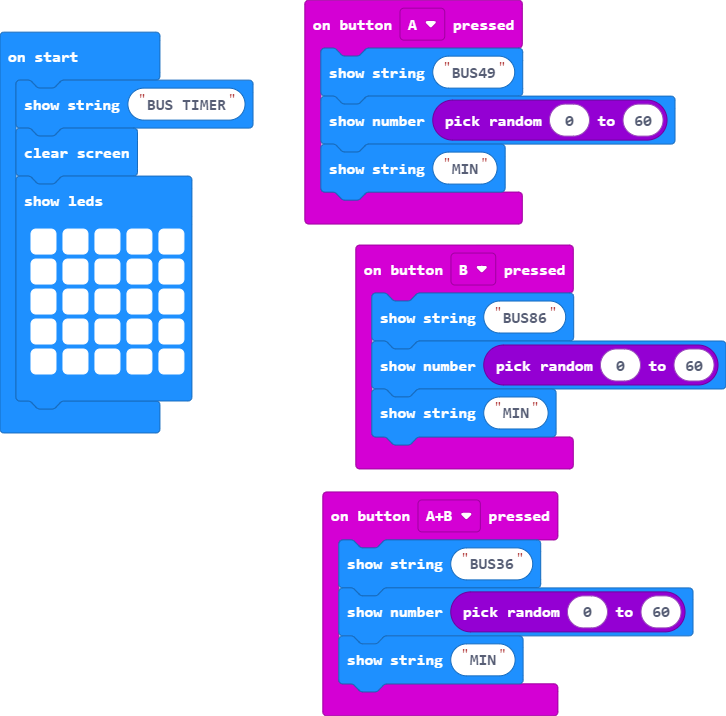 on start
show string "BUS TIMER"
clear screen
show leds
on button A pressed
show string "BUS49"
show number pick random 0 to 60
show string "MIN"
on button B pressed
show string "BUS86"
show number pick random 0 to 60
show string "MIN"
on button A+B pressed
show string "BUS36"
show number pick random 0 to 60
show string "MIN"